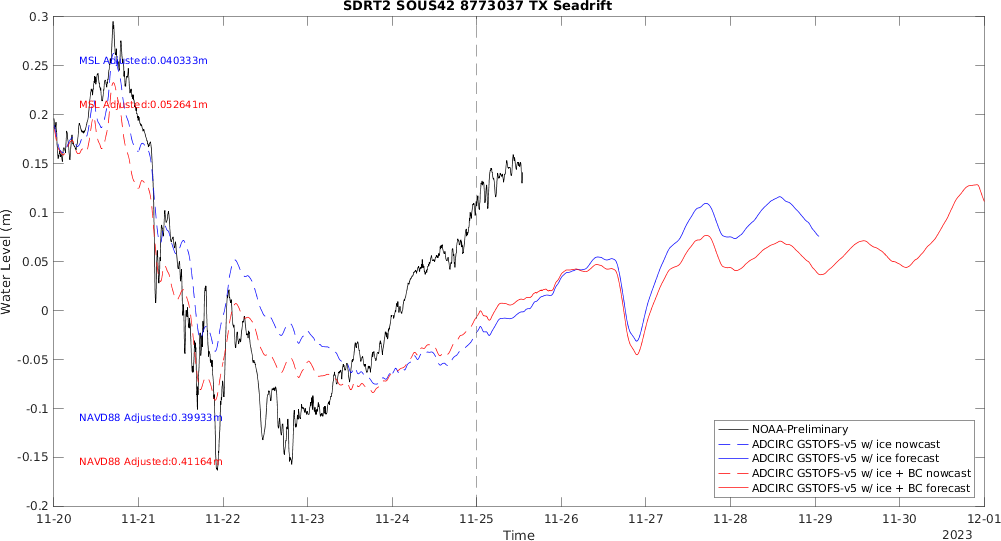 SDRT2 SOUS42 8773037 TX Seadrift
0.3
0.25
0.2
0.15
0.1
0.05
0
-0.05
-0.1
-0.15
-0.2
Water Level (m)
MSL Adjusted:0.040333m
MSL Adjusted:0.052641m
NAVD88 Adjusted:0.39933m
NAVD88 Adjusted:0.41164m
NOAA-Preliminary
ADCIRC GSTOFS-v5 w/ ice nowcast
ADCIRC GSTOFS-v5 w/ ice forecast
ADCIRC GSTOFS-v5 w/ ice + BC nowcast
ADCIRC GSTOFS-v5 w/ ice + BC forecast
11-20 11-21 11-22 11-23 11-24 11-25 11-26 11-27 11-28 11-29 11-30 12-01
Time
2023